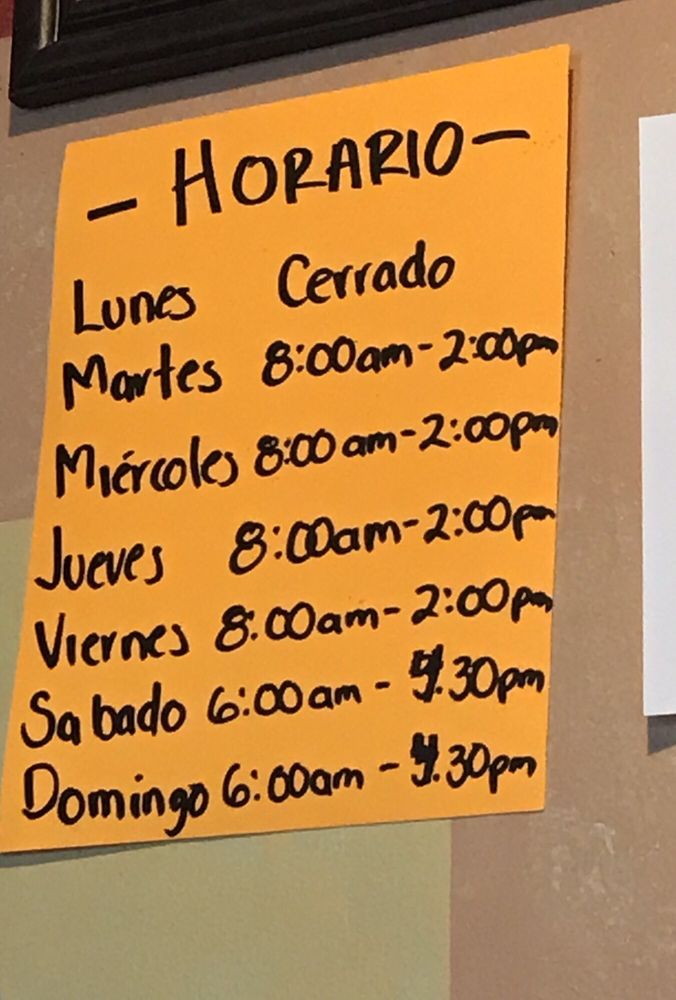 - HORARIO -
Lunes Cerrado
Martes 8:00am-2:00pm
Miércoles 8:00am-2:00pm
Jueves 8:00am-2:00pm
Viernes 8:00am-2:00pm
Sabado 6:00am - 4:30pm
Domingo 6:00am - 4:30pm